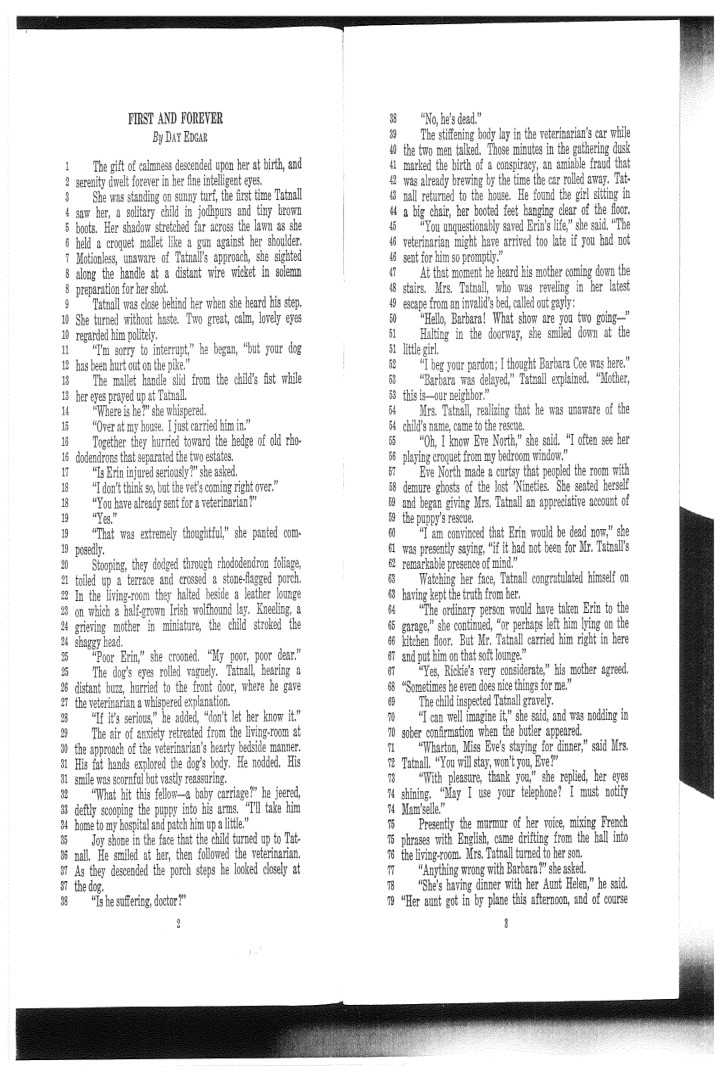 FIRST AND FOREVER
By DAY EDGAR
1 The gift of calmness descended upon her at birth, and
2 serenity dwelt forever in her fine intelligent eyes.
3 She was standing on sunny turf, the first time Tatnall
4 saw her, a solitary child in jodhpurs and tiny brown
5 boots. Her shadow stretched far across the lawn as she
6 held a croquet mallet like a gun against her shoulder.
7 Motionless, unaware of Tatnall's approach, she sighted
8 along the handle at a distant wire wicket in solemn
8 preparation for her shot.
9 Tatnall was close behind her when she heard his step.
10 She turned without haste. Two great, calm, lovely eyes
10 regarded him politely.
11 "I'm sorry to interrupt," he began, "but your dog
12 has been hurt out on the pike."
13 The mallet handle slid from the child's fist while
13 her eyes prayed up at Tatnall.
14 "Where is he?" she whispered.
15 "Over at my house. I just carried him in."
16 Together they hurried toward the hedge of old rho-
16 dodendrons that separated the two estates.
17 "Is Erin injured seriously?" she asked.
18 "I don't think so, but the vet's coming right over."
18 "You have already sent for a veterinarian?"
19 "Yes."
19 "That was extremely thoughtful," she panted com-
19 posedly.
20 Stooping, they dodged through rhododendron foliage,
21 toiled up a terrace and crossed a stone-flagged porch.
22 In the living-room they halted beside a leather lounge
23 on which a half-grown Irish wolfhound lay. Kneeling, a
24 grieving mother in miniature, the child stroked the
24 shaggy head.
25 "Poor Erin," she crooned. "My poor, poor dear."
25 The dog's eyes rolled vaguely. Tatnall, hearing a
26 distant buzz, hurried to the front door, where he gave
27 the veterinarian a whispered explanation.
28 "If it's serious," he added, "don't let her know it."
29 The air of anxiety retreated from the living-room at
30 the approach of the veterinarian's hearty bedside manner.
31 His fat hands explored the dog's body. He nodded. His
31 smile was scornful but vastly reassuring.
32 "What hit this fellow—a baby carriage?" he jeered,
33 deftly scooping the puppy into his arms. "I'll take him
34 home to my hospital and patch him up a little."
35 Joy shone in the face that the child turned up to Tat-
36 nall. He smiled at her, then followed the veterinarian.
37 As they descended the porch steps he looked closely at
37 the dog.
38 "Is he suffering, doctor?"
2
38 "No, he's dead."
39 The stiffening body lay in the veterinarian's car while
40 the two men talked. Those minutes in the gathering dusk
41 marked the birth of a conspiracy, an amiable fraud that
42 was already brewing by the time the car rolled away. Tat-
43 nall returned to the house. He found the girl sitting in
44 a big chair, her booted feet hanging clear of the floor.
45 "You unquestionably saved Erin's life," she said. "The
46 veterinarian might have arrived too late if you had not
46 sent for him so promptly."
47 At that moment he heard his mother coming down the
48 stairs. Mrs. Tatnall, who was reveling in her latest
49 escape from an invalid's bed, called out gayly:
50 "Hello, Barbara! What show are you two going—"
51 Halting in the doorway, she smiled down at the
51 little girl.
52 "I beg your pardon; I thought Barbara Coe was here."
53 "Barbara was delayed," Tatnall explained. "Mother,
53 this is—our neighbor."
54 Mrs. Tatnall, realizing that he was unaware of the
54 child's name, came to the rescue.
55 "Oh, I know Eve North," she said. "I often see her
56 playing croquet from my bedroom window."
57 Eve North made a curtsy that peopled the room with
58 demure ghosts of the lost 'Nineties. She seated herself
59 and began giving Mrs. Tatnall an appreciative account of
59 the puppy's rescue.
60 "I am convinced that Erin would be dead now," she
61 was presently saying, "if it had not been for Mr. Tatnall's
62 remarkable presence of mind."
63 Watching her face, Tatnall congratulated himself on
63 having kept the truth from her.
64 "The ordinary person would have taken Erin to the
65 garage," she continued, "or perhaps left him lying on the
66 kitchen floor. But Mr. Tatnall carried him right in here
67 and put him on that soft lounge."
67 "Yes, Rickie's very considerate," his mother agreed.
68 "Sometimes he even does nice things for me."
69 The child inspected Tatnall gravely.
70 "I can well imagine it," she said, and was nodding in
70 sober confirmation when the butler appeared.
71 "Wharton, Miss Eve's staying for dinner," said Mrs.
72 Tatnall. "You will stay, won't you, Eve?"
73 "With pleasure, thank you," she replied, her eyes
74 shining. "May I use your telephone? I must notify
74 Mam'selle."
75 Presently the murmur of her voice, mixing French
75 phrases with English, came drifting from the hall into
76 the living-room. Mrs. Tatnall turned to her son.
77 "Anything wrong with Barbara?" she asked.
78 "She's having dinner with her Aunt Helen," he said.
79 "Her aunt got in by plane this afternoon, and of course
3